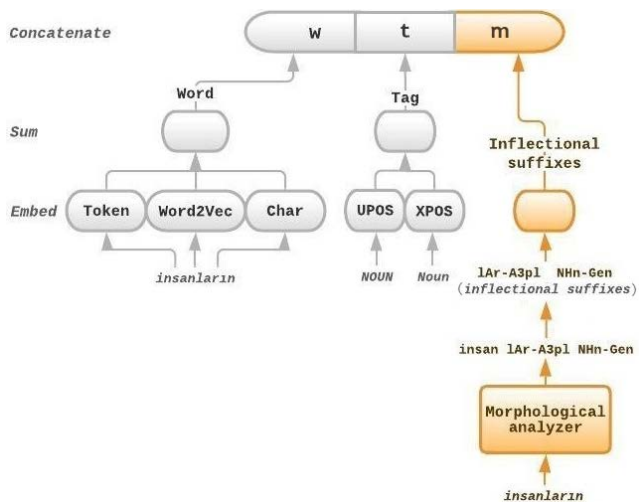 Concatenate
w t m
Word
Tag
Sum
Inflectional
suffixes
Embed
Token Word2Vec Char
UPOS XPOS
insanların
NOUN Noun
lAr-A3pl NHn-Gen
(inflectional suffixes)
insan lAr-A3pl NHn-Gen
Morphological
analyzer
insanların